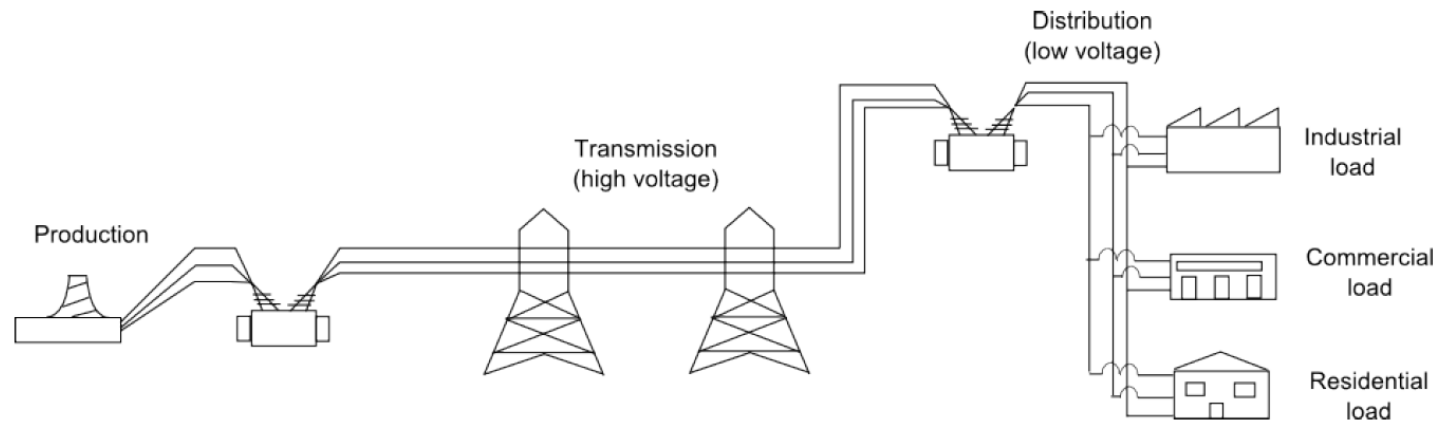 Distribution
(low voltage)
Transmission
(high voltage)
Industrial
load
Production
Commercial
load
Residential
load